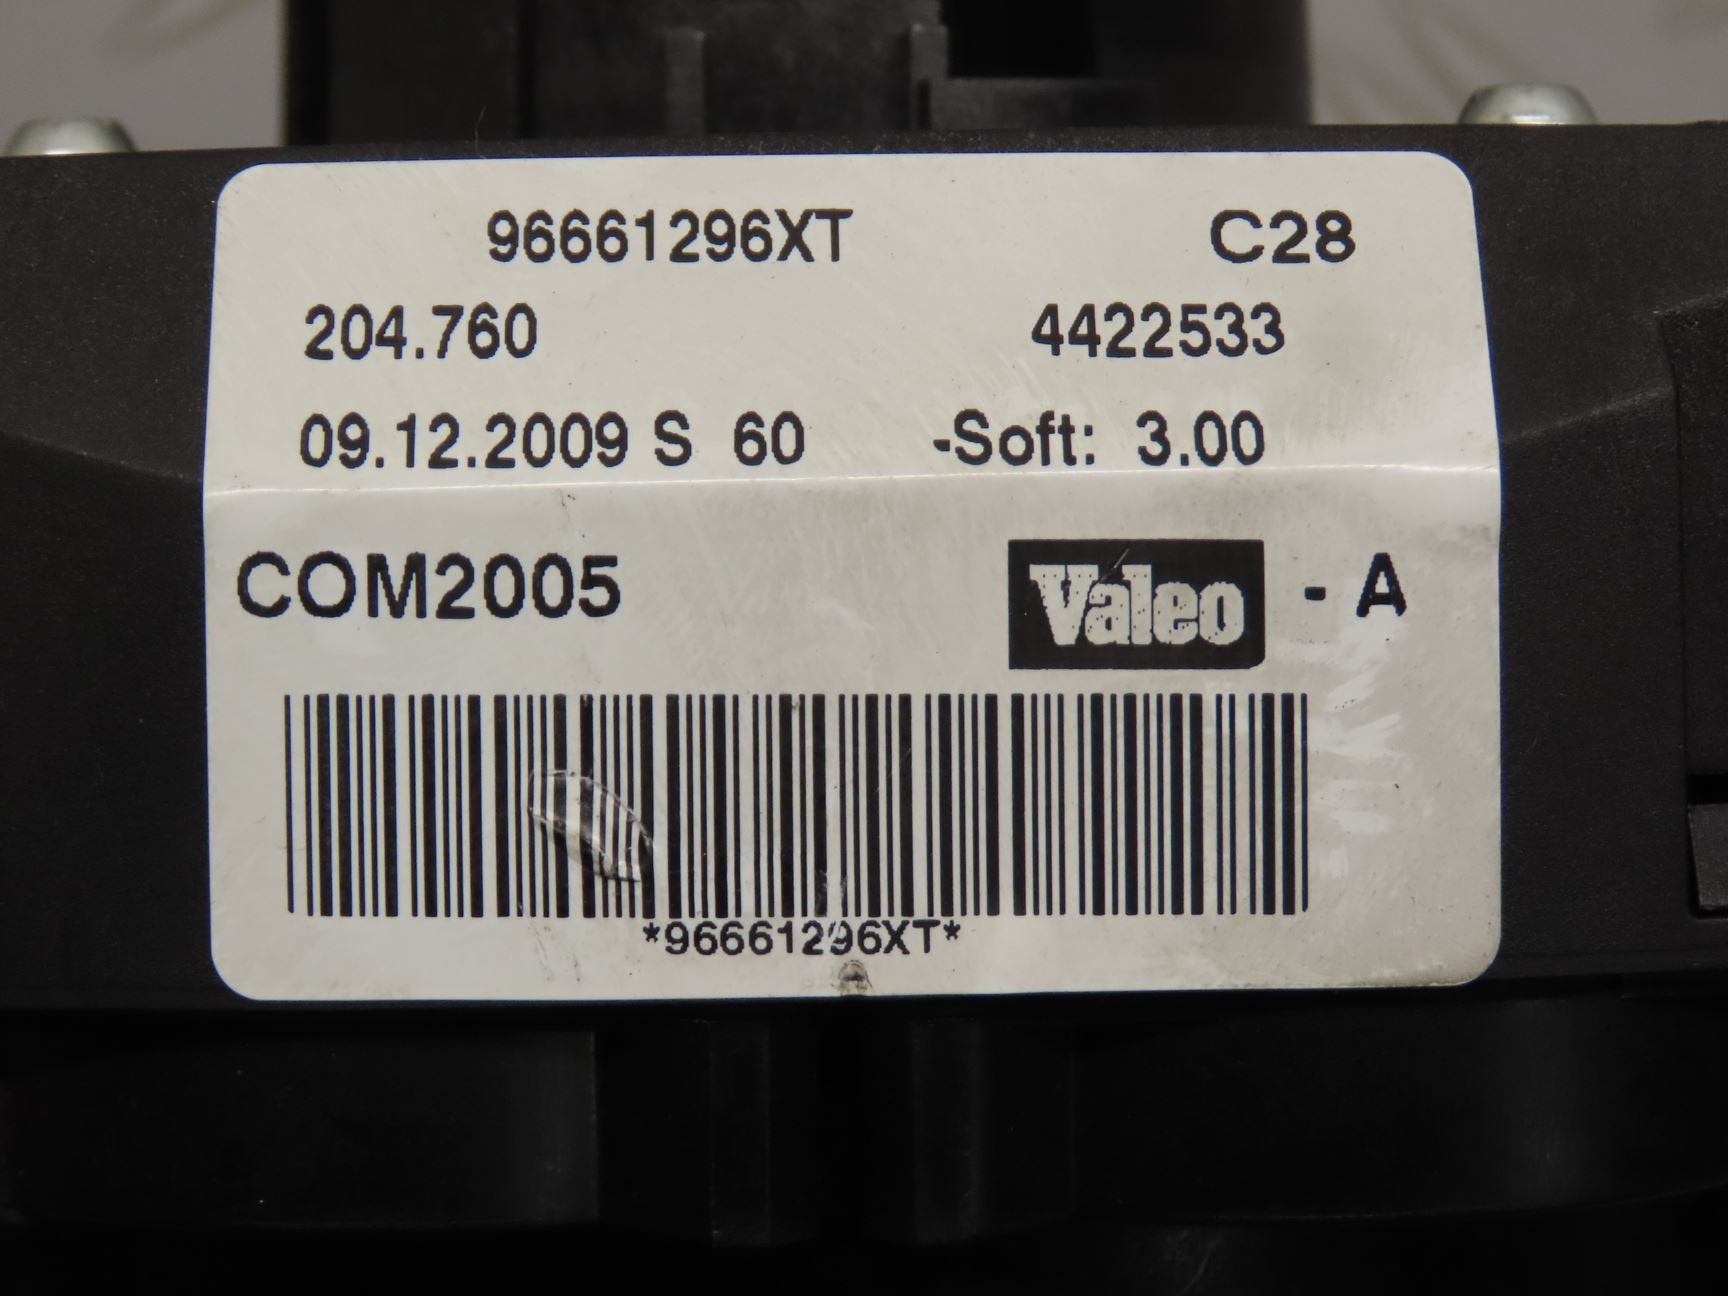 96661296XT C28
204.760 4422533
09.12.2009 S 60 -Soft: 3.00
COM2005 Valeo - A
*96661296XT*